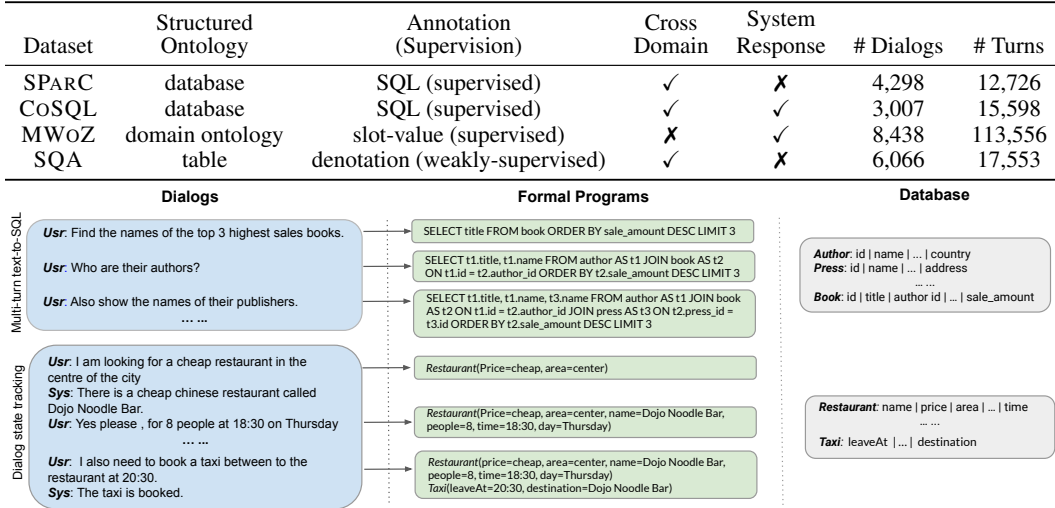 Dataset Structured Ontology Annotation (Supervision) Cross Domain System Response # Dialogs # Turns
SPARC database SQL (supervised) ✓ ✗ 4,298 12,726
COSQL database SQL (supervised) ✓ ✓ 3,007 15,598
MWOZ domain ontology slot-value (supervised) ✗ ✓ 8,438 113,556
SQA table denotation (weakly-supervised) ✓ ✗ 6,066 17,553
Dialogs Formal Programs Database
Multi-turn text-to-SQL
Usr: Find the names of the top 3 highest sales books.
Usr: Who are their authors?
Usr: Also show the names of their publishers.
... ...
SELECT title FROM book ORDER BY sale_amount DESC LIMIT 3
SELECT t1.title, t1.name FROM author AS t1 JOIN book AS t2
ON t1.id = t2.author_id ORDER BY t2.sale_amount DESC LIMIT 3
SELECT t1.title, t1.name, t3.name FROM author AS t1 JOIN book
AS t2 ON t1.id = t2.author_id JOIN press AS t3 ON t2.press_id =
t3.id ORDER BY t2.sale_amount DESC LIMIT 3
Author: id | name | ... | country
Press: id | name | ... | address
... ...
Book: id | title | author id | ... | sale_amount
Dialog state tracking
Usr: I am looking for a cheap restaurant in the
centre of the city
Sys: There is a cheap chinese restaurant called
Dojo Noodle Bar.
Usr: Yes please , for 8 people at 18:30 on Thursday
... ...
Usr: I also need to book a taxi between to the
restaurant at 20:30.
Sys: The taxi is booked.
Restaurant(Price=cheap, area=center)
Restaurant(Price=cheap, area=center, name=Dojo Noodle Bar,
people=8, time=18:30, day=Thursday)
Restaurant(price=cheap, area=center, name=Dojo Noodle Bar,
people=8, time=18:30, day=Thursday)
Taxi(leaveAt=20:30, destination=Dojo Noodle Bar)
Restaurant: name | price | area | ... | time
... ...
Taxi: leaveAt | ... | destination